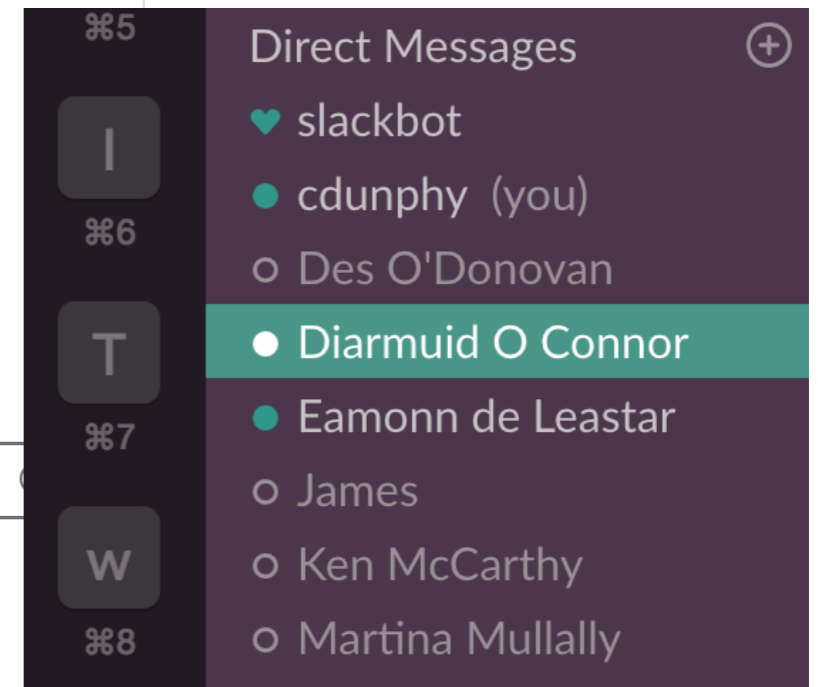 ⌘5
I
⌘6
T
⌘7
w
⌘8
Direct Messages
slackbot
cdunphy (you)
Des O'Donovan
Diarmuid O Connor
Eamonn de Leastar
James
Ken McCarthy
Martina Mullally